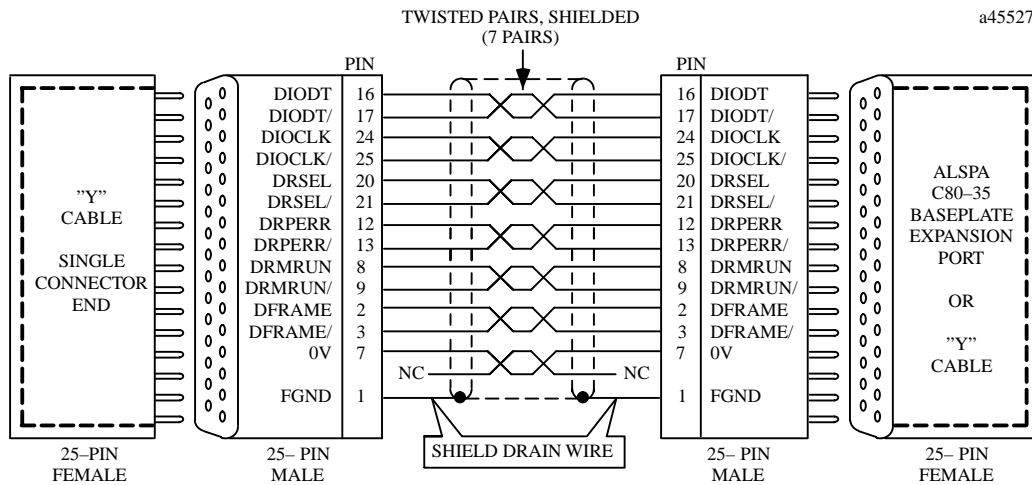 TWISTED PAIRS, SHIELDED
(7 PAIRS)
a45527
PIN
PIN
DIODT 16
16 DIODT
DIODT/ 17
17 DIODT/
DIOCLK 24
24 DIOCLK
DIOCLK/ 25
25 DIOCLK/
DRSEL 20
20 DRSEL
DRSEL/ 21
21 DRSEL/
DRPERR 12
12 DRPERR
DRPERR/ 13
13 DRPERR/
DRMRUN 8
8 DRMRUN
DRMRUN/ 9
9 DRMRUN/
DFRAME 2
2 DFRAME
DFRAME/ 3
3 DFRAME/
0V 7
7 0V
NC
NC
FGND 1
1 FGND
"Y"
CABLE
SINGLE
CONNECTOR
END
ALSPA
C80–35
BASEPLATE
EXPANSION
PORT
OR
"Y"
CABLE
SHIELD DRAIN WIRE
25–PIN
FEMALE
25– PIN
MALE
25– PIN
MALE
25– PIN
FEMALE